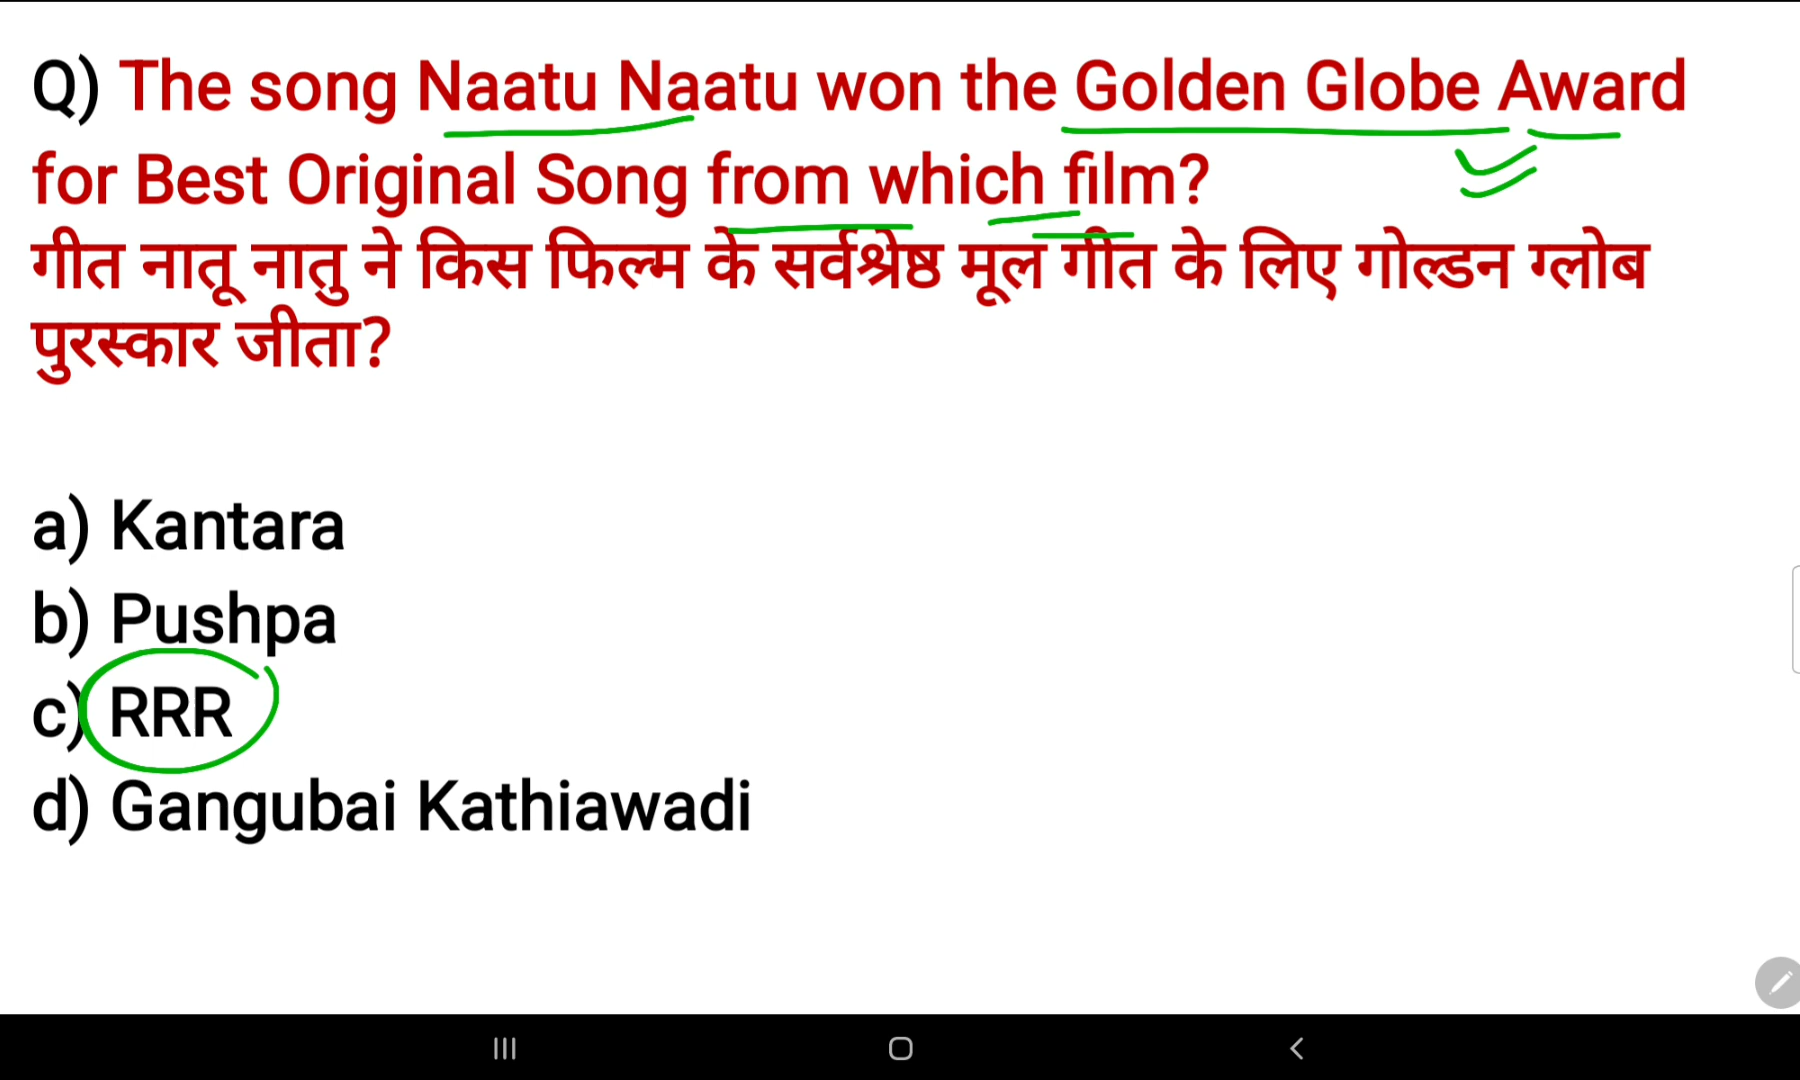 Q) The song Naatu Naatu won the Golden Globe Award
for Best Original Song from which film?
गीत नातू नातु ने किस फिल्म के सर्वश्रेष्ठ मूल गीत के लिए गोल्डन ग्लोब
पुरस्कार जीता?
a) Kantara
b) Pushpa
c) RRR
d) Gangubai Kathiawadi